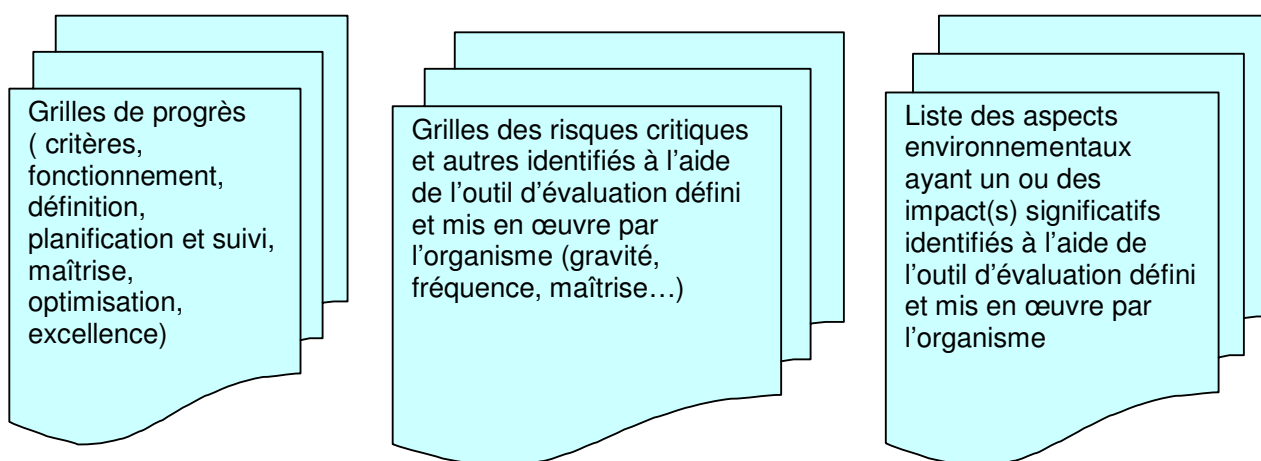 Grilles de progrès
( critères,
fonctionnement,
définition,
planification et suivi,
maîtrise,
optimisation,
excellence)
Grilles des risques critiques
et autres identifiés à l’aide
de l’outil d’évaluation défini
et mis en œuvre par
l’organisme (gravité,
fréquence, maîtrise…)
Liste des aspects
environnementaux
ayant un ou des
impact(s) significatifs
identifiés à l’aide de
l’outil d’évaluation défini
et mis en œuvre par
l’organisme